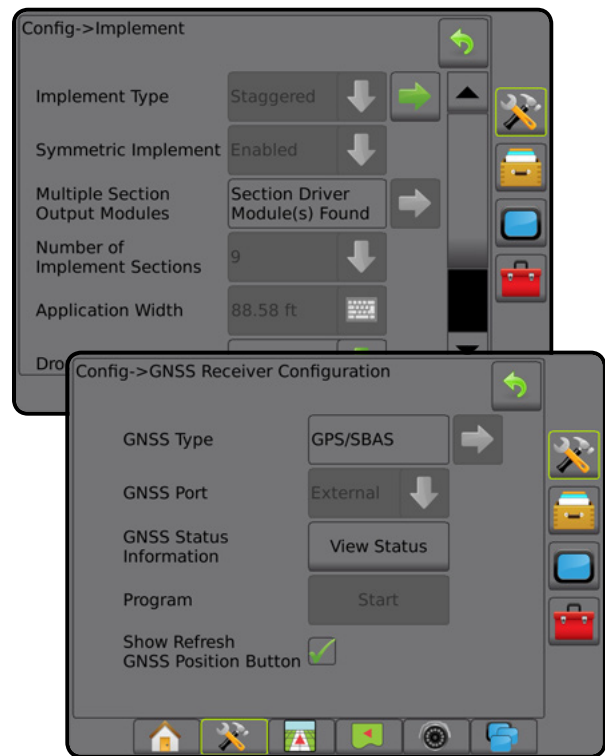 Config->Implement
Implement Type
Staggered
Symmetric Implement
Enabled
Multiple Section
Output Modules
Section Driver
Module(s) Found
Number of
Implement Sections
9
Application Width
88.58 ft
Dro
Config->GNSS Receiver Configuration
GNSS Type
GPS/SBAS
GNSS Port
External
GNSS Status
Information
View Status
Program
Start
Show Refresh
GNSS Position Button